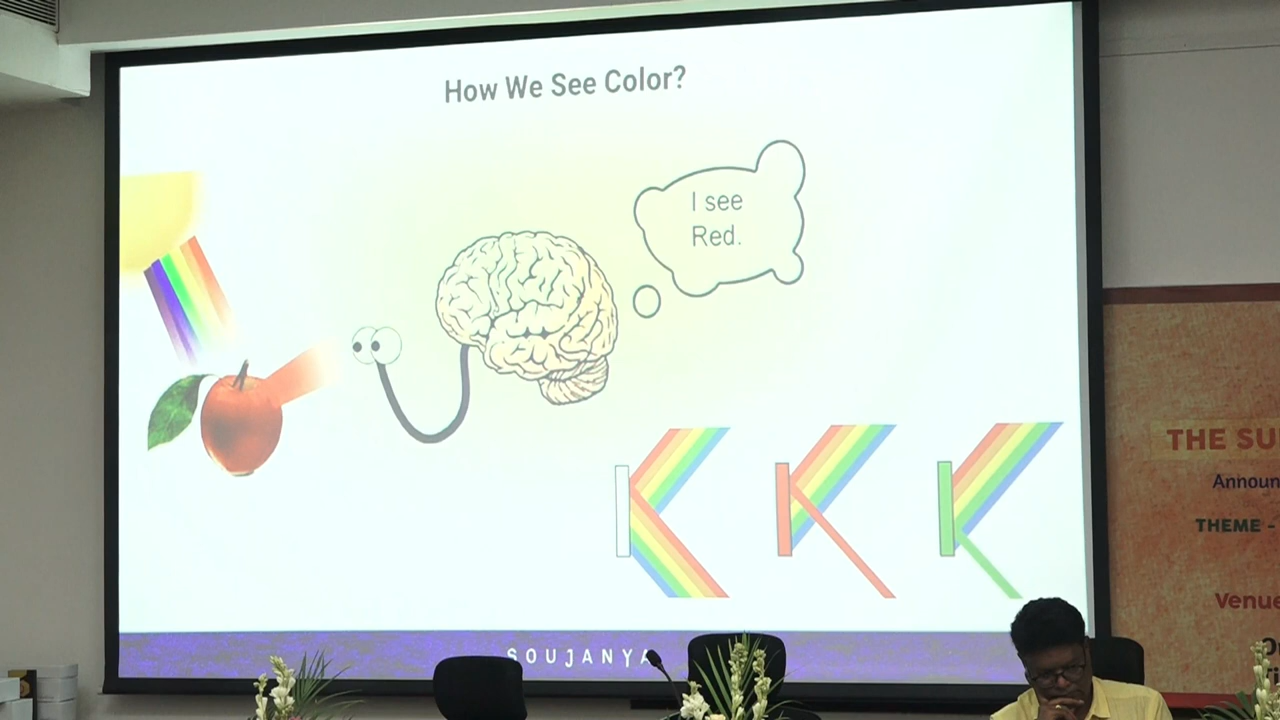 How We See Color?
I see
Red.
SOUJANYA
THE SU
Announ
THEME -
Venue